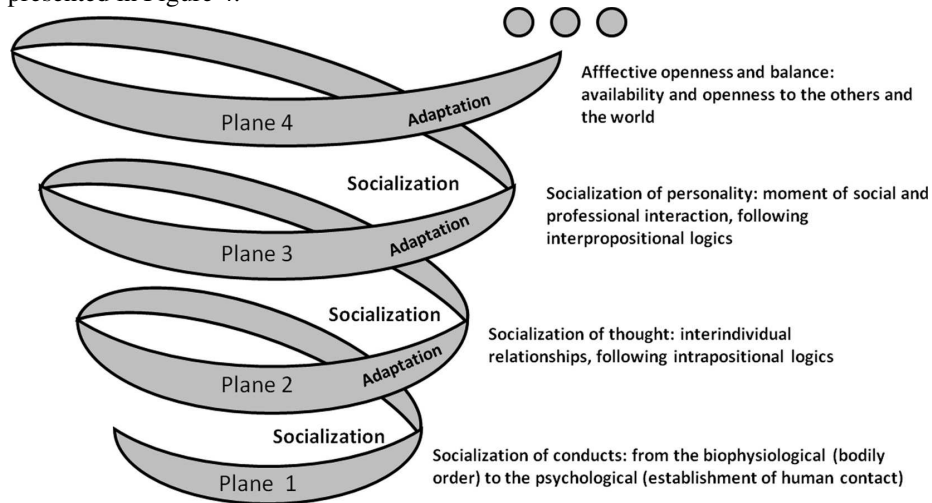 presented in Figure 4.
Afffective openness and balance:
availability and openness to the others and
the world
Adaptation
Plane 4
Socialization
Socialization of personality: moment of social and
professional interaction, following
interpropositional logics
Adaptation
Plane 3
Socialization
Socialization of thought: interindividual
relationships, following intrapositional logics
Adaptation
Plane 2
Socialization
Socialization of conducts: from the biophysiological (bodily
order) to the psychological (establishment of human contact)
Plane 1